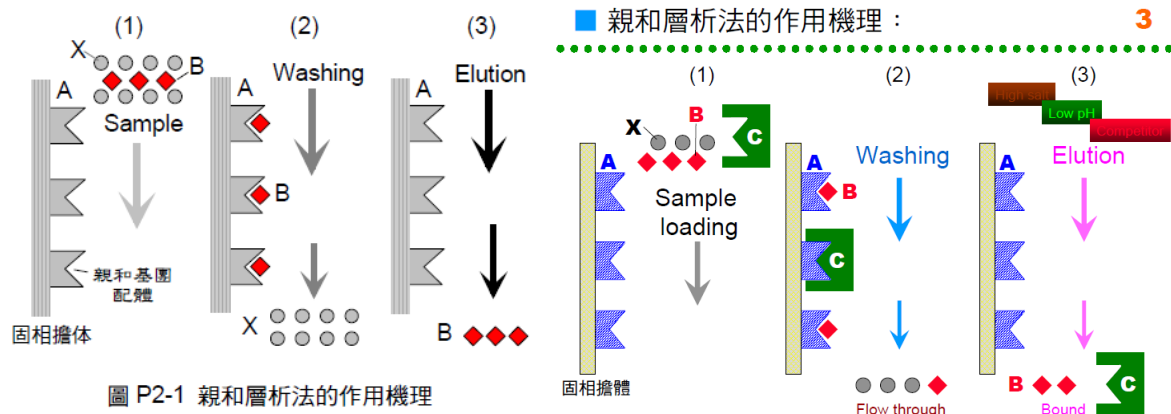 (1)
(2)
(3)
X
B
A
A
A
Sample
Washing
Elution
B
親和基團
配體
固相擔体
X
B
圖 P2-1 親和層析法的作用機理
親和層析法的作用機理：
3
(1)
(2)
(3)
High salt
Low pH
Competitor
X
B
C
A
A
A
Sample
loading
Washing
Elution
B
C
固相擔體
Flow through
B
C
Bound